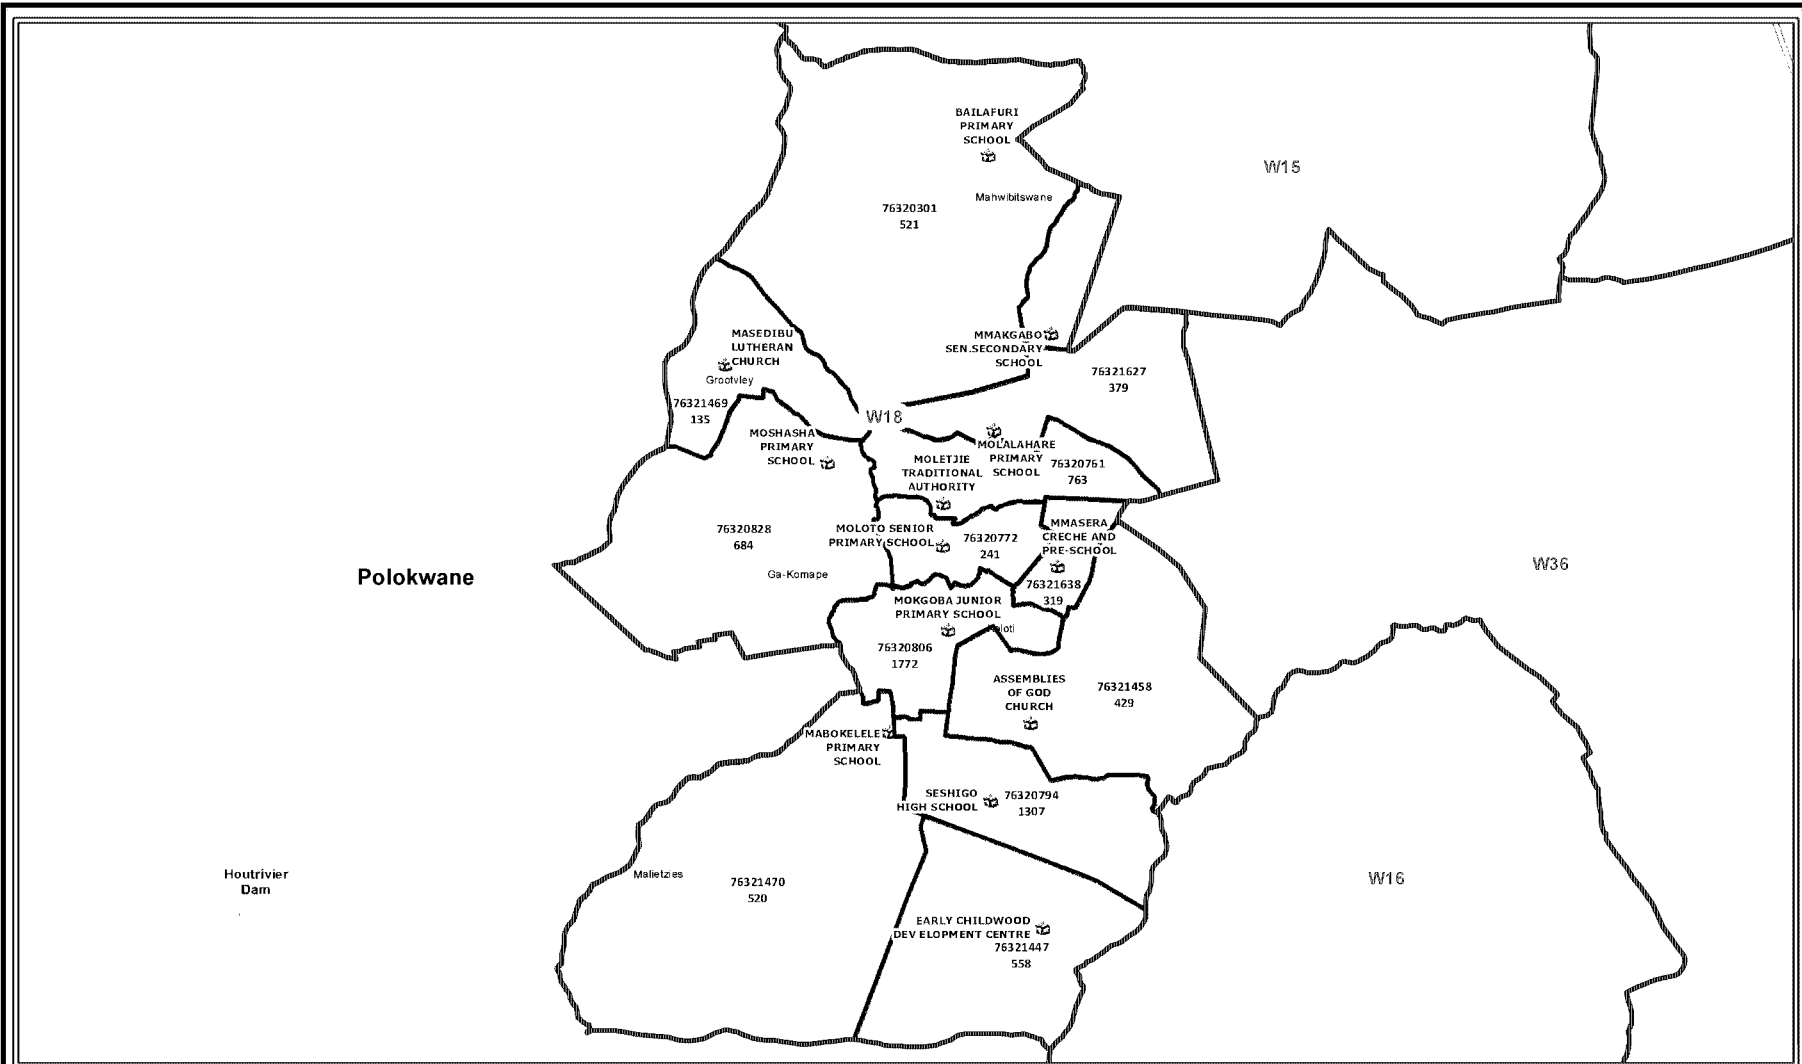 BAILAFURI
PRIMARY
SCHOOL
W15
Mahwibitswane
76320301
521
MASEDIBU
LUTHERAN
CHURCH
Grootvley
76321469
135
MMAKGABO
SEN.SECONDARY
SCHOOL
76321627
379
W18
MOSHASHA
PRIMARY
SCHOOL
MOLALAHARE
PRIMARY
SCHOOL
MOLETJIE
TRADITIONAL
AUTHORITY
76320761
763
76320828
684
MOLOTO SENIOR
PRIMARY SCHOOL
76320772
241
MMASERA
CRECHE AND
PRE-SCHOOL
76321638
319
W36
Polokwane
Ga-Komape
MOKGOBA JUNIOR
PRIMARY SCHOOL
76320806
1772
ASSEMBLIES
OF GOD
CHURCH
76321458
429
MABOKELELE
PRIMARY
SCHOOL
SESHIGO
HIGH SCHOOL
76320794
1307
Houtrivier
Dam
Malietzies
76321470
520
W16
EARLY CHILDWOOD
DEVELOPMENT CENTRE
76321447
558